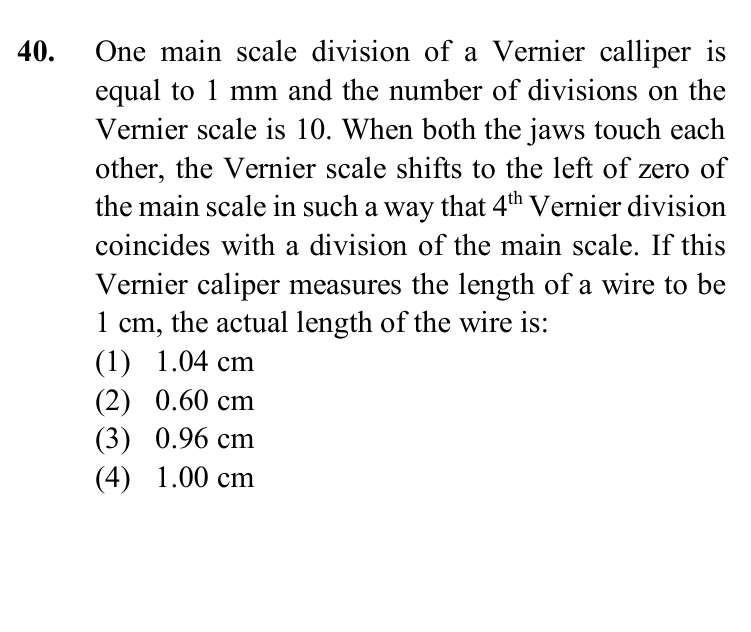 40. One main scale division of a Vernier calliper is
equal to 1 mm and the number of divisions on the
Vernier scale is 10. When both the jaws touch each
other, the Vernier scale shifts to the left of zero of
the main scale in such a way that 4th Vernier division
coincides with a division of the main scale. If this
Vernier caliper measures the length of a wire to be
1 cm, the actual length of the wire is:
(1) 1.04 cm
(2) 0.60 cm
(3) 0.96 cm
(4) 1.00 cm